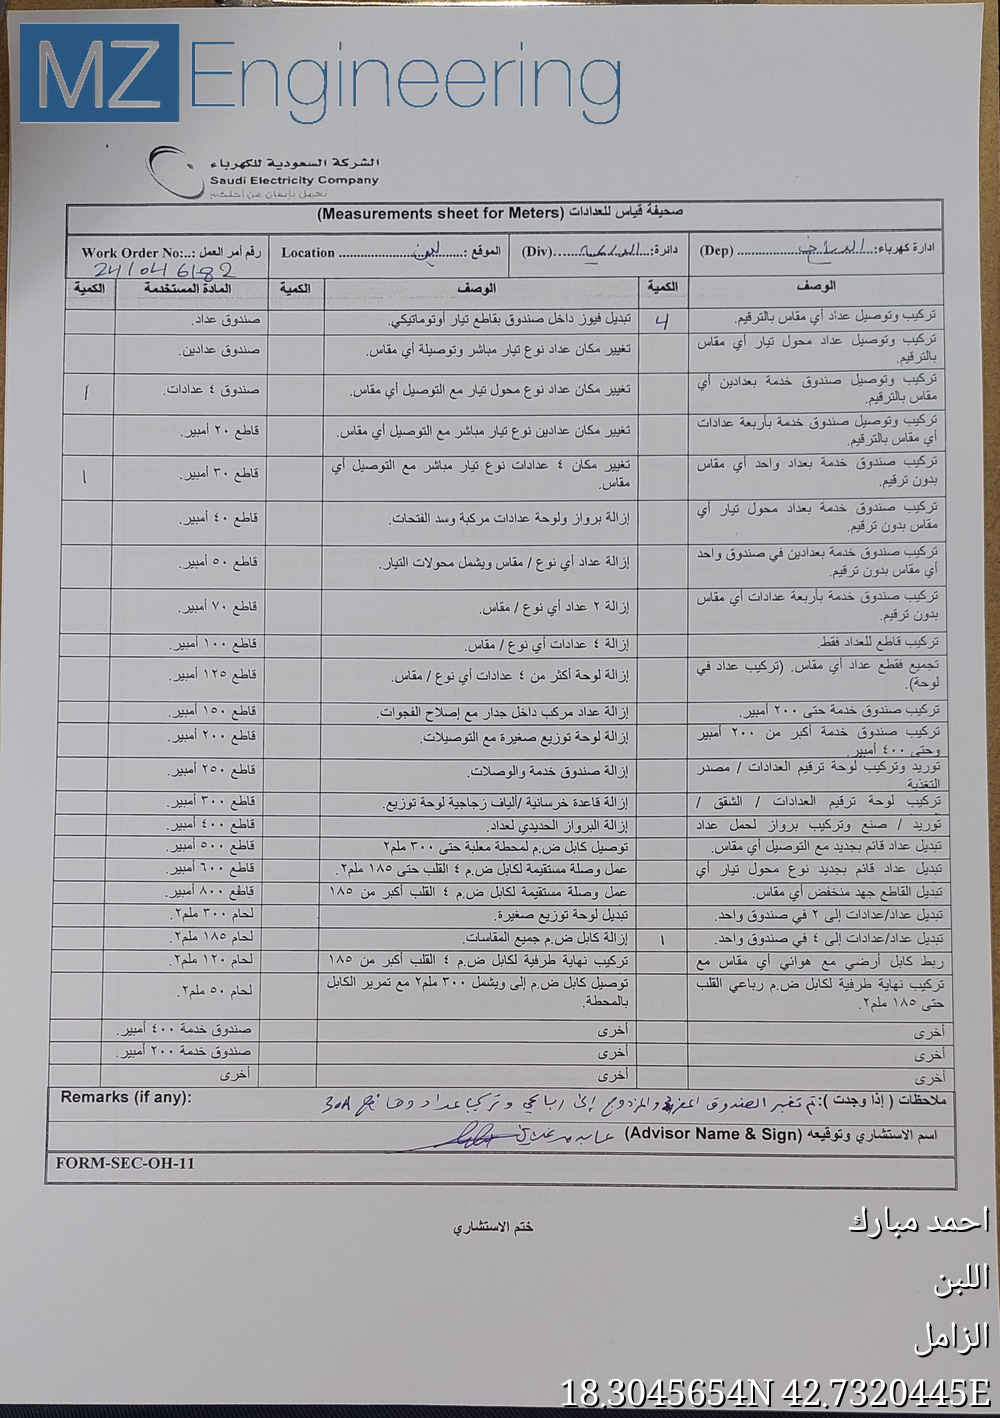 MZ Engineering
الشركة السعودية للكهرباء
Saudi Electricity Company
صحيفة قياس للعدادات (Measurements sheet for Meters)
ادارة كهرباء: (Dep) دائرة: (Div) الموقع: Location رقم أمر العمل: Work Order No:..
24/046182
الوصف الكمية الوصف الكمية المادة المستخدمة الكمية
تركيب وتوصيل عداد أي مقاس بالترقيم. 4 تبديل فيوز داخل صندوق بقاطع تيار أوتوماتيكي. صندوق عداد.
تركيب وتوصيل عداد محول تيار أي مقاس بالترقيم. تغيير مكان عداد نوع تيار مباشر وتوصيلة أي مقاس. صندوق عدادين.
تركيب وتوصيل صندوق خدمة بعدادين أي مقاس بالترقيم. تغيير مكان عداد نوع محول تيار مع التوصيل أي مقاس. صندوق ٤ عدادات. 1
تركيب وتوصيل صندوق خدمة بأربعة عدادات أي مقاس بالترقيم. تغيير مكان عدادين نوع تيار مباشر مع التوصيل أي مقاس. قاطع ٢٠ أمبير.
تركيب صندوق خدمة بعداد واحد أي مقاس بدون ترقيم. تغيير مكان ٤ عدادات نوع تيار مباشر مع التوصيل أي مقاس. قاطع ٣٠ أمبير. 1
تركيب صندوق خدمة بعداد محول تيار أي مقاس بدون ترقيم. إزالة برواز ولوحة عدادات مركبة وسد الفتحات. قاطع ٤٠ أمبير.
تركيب صندوق خدمة بعدادين في صندوق واحد أي مقاس بدون ترقيم. إزالة عداد أي نوع / مقاس ويشمل محولات التيار. قاطع ٥٠ أمبير.
تركيب صندوق خدمة بأربعة عدادات أي مقاس بدون ترقيم. إزالة ٢ عداد أي نوع / مقاس. قاطع ٧٠ أمبير.
تركيب قاطع للعداد فقط. إزالة ٤ عدادات أي نوع / مقاس. قاطع ١٠٠ أمبير.
تجميع فقطع عداد أي مقاس. (تركيب عداد في لوحة). إزالة لوحة أكثر من ٤ عدادات أي نوع / مقاس. قاطع ١٢٥ أمبير.
تركيب صندوق خدمة حتى ٢٠٠ أمبير. إزالة عداد مركب داخل جدار مع إصلاح الفجوات. قاطع ١٥٠ أمبير.
تركيب صندوق خدمة أكبر من ٢٠٠ أمبير وحتى ٤٠٠ أمبير. إزالة لوحة توزيع صغيرة مع التوصيلات. قاطع ٢٠٠ أمبير.
توريد وتركيب لوحة ترقيم العدادات / مصدر التغذية إزالة صندوق خدمة والوصلات. قاطع ٢٥٠ أمبير.
تركيب لوحة ترقيم العدادات / الشقق / إزالة قاعدة خرسانية /ألياف زجاجية لوحة توزيع. قاطع ٣٠٠ أمبير.
توريد / صنع وتركيب برواز لحمل عداد إزالة البرواز الحديدي لعداد. قاطع ٤٠٠ أمبير.
تبديل عداد قائم بجديد مع التوصيل أي مقاس. توصيل كابل ض.م لمحطة معلبة حتى ٣٠٠ ملم٢ قاطع ٥٠٠ أمبير.
تبديل عداد قائم بجديد نوع محول تيار أي عمل وصلة مستقيمة لكابل ض.م ٤ القلب حتى ١٨٥ ملم٢. قاطع ٦٠٠ أمبير.
تبديل القاطع جهد منخفض أي مقاس. عمل وصلة مستقيمة لكابل ض.م ٤ القلب أكبر من ١٨٥ قاطع ٨٠٠ أمبير.
تبديل عداد/عدادات إلى ٢ في صندوق واحد. تبديل لوحة توزيع صغيرة. لحام ٣٠٠ ملم٢.
تبديل عداد/عدادات إلى ٤ في صندوق واحد. 1 إزالة كابل ض.م جميع المقاسات. لحام ١٨٥ ملم٢.
ربط كابل أرضي مع هوائي أي مقاس مع تركيب نهاية طرفية لكابل ض.م ٤ القلب أكبر من ١٨٥ لحام ١٢٠ ملم٢.
تركيب نهاية طرفية لكابل ض.م رباعي القلب حتى ١٨٥ ملم٢. توصيل كابل ض.م إلى ويشمل ٣٠٠ ملم٢ مع تمرير الكابل بالمحطة. لحام ٥٠ ملم٢.
أخرى أخرى صندوق خدمة ٤٠٠ أمبير.
أخرى أخرى صندوق خدمة ٢٠٠ أمبير.
أخرى أخرى أخرى
ملاحظات ( إذا وجدت ): تم تغير الصندوق والمزدوج إلى رباعي وتركيب عداد 30A Remarks (if any):
اسم الاستشاري وتوقيعه (Advisor Name & Sign)
FORM-SEC-OH-11
ختم الاستشاري
احمد مبارك
اللبن
الزامل
18.3045654N 42.7320445E